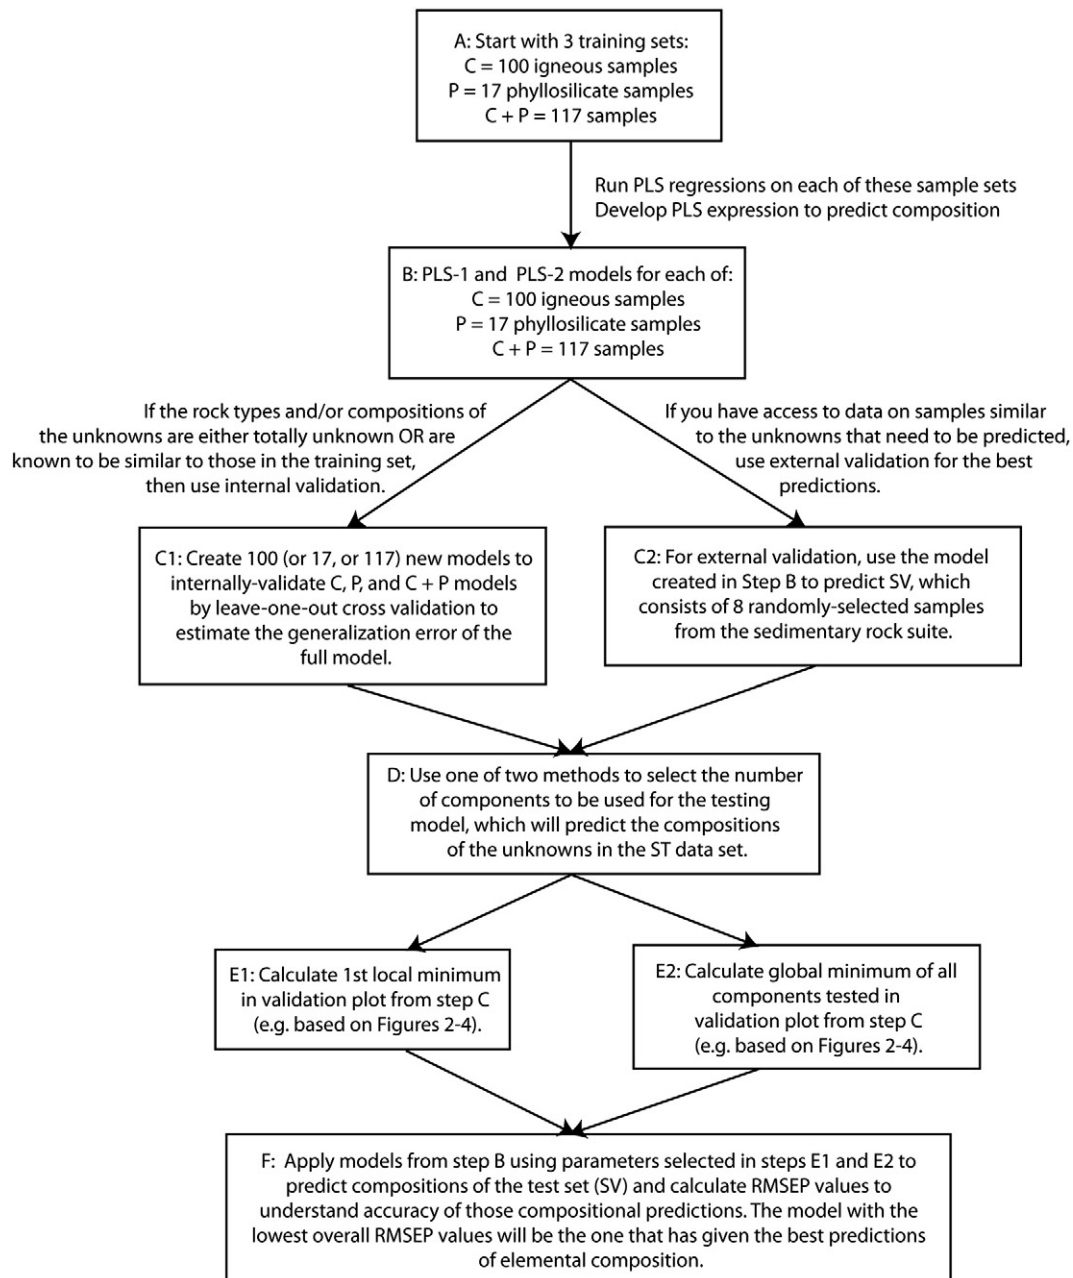 A: Start with 3 training sets:
C = 100 igneous samples
P = 17 phyllosilicate samples
C + P = 117 samples
Run PLS regressions on each of these sample sets
Develop PLS expression to predict composition
B: PLS-1 and PLS-2 models for each of:
C = 100 igneous samples
P = 17 phyllosilicate samples
C + P = 117 samples
If the rock types and/or compositions of
the unknowns are either totally unknown OR are
known to be similar to those in the training set,
then use internal validation.
If you have access to data on samples similar
to the unknowns that need to be predicted,
use external validation for the best
predictions.
C1: Create 100 (or 17, or 117) new models to
internally-validate C, P, and C + P models
by leave-one-out cross validation to
estimate the generalization error of the
full model.
C2: For external validation, use the model
created in Step B to predict SV, which
consists of 8 randomly-selected samples
from the sedimentary rock suite.
D: Use one of two methods to select the number
of components to be used for the testing
model, which will predict the compositions
of the unknowns in the ST data set.
E1: Calculate 1st local minimum
in validation plot from step C
(e.g. based on Figures 2-4).
E2: Calculate global minimum of all
components tested in
validation plot from step C
(e.g. based on Figures 2-4).
F: Apply models from step B using parameters selected in steps E1 and E2 to
predict compositions of the test set (SV) and calculate RMSEP values to
understand accuracy of those compositional predictions. The model with the
lowest overall RMSEP values will be the one that has given the best predictions
of elemental composition.